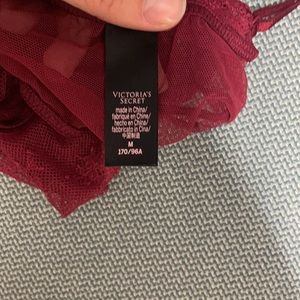 VICTORIA'S
SECRET
made in China/
fabriqué en Chine/
hecho en China/
fabbricato in Cina/
中国制造
M
170/96A